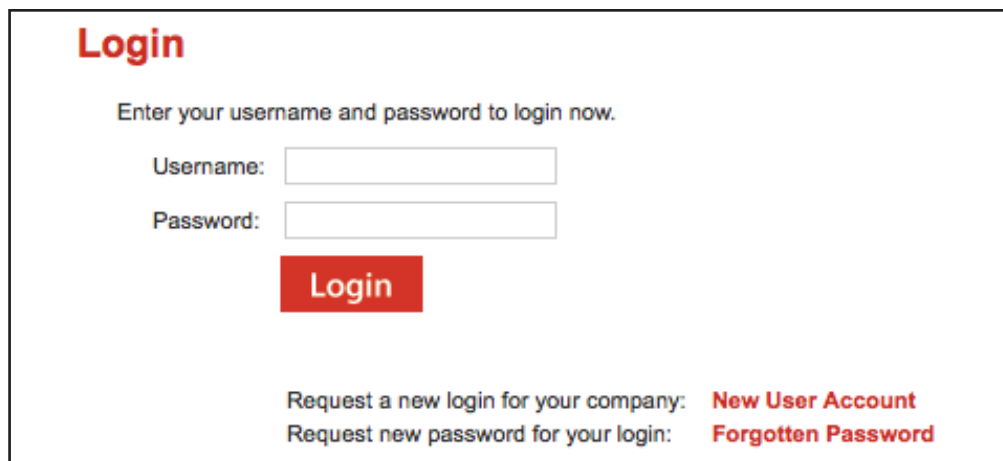 Login
Enter your username and password to login now.
Username:
Password:
Login
Request a new login for your company: New User Account
Request new password for your login: Forgotten Password